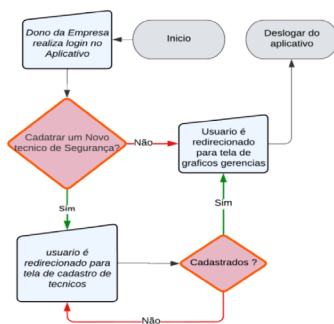 Dono da Empresa
realiza login no
Aplicativo
Inicio
Deslogar do
aplicativo
Cadatrar um Novo
tecnico de Segurança?
Não
Usuario é
redirecionado
para tela de
graficos gerencias
Sim
Sim
usuario é
redirecionado para
tela de cadastro de
tecnicos
Cadastrados ?
Não